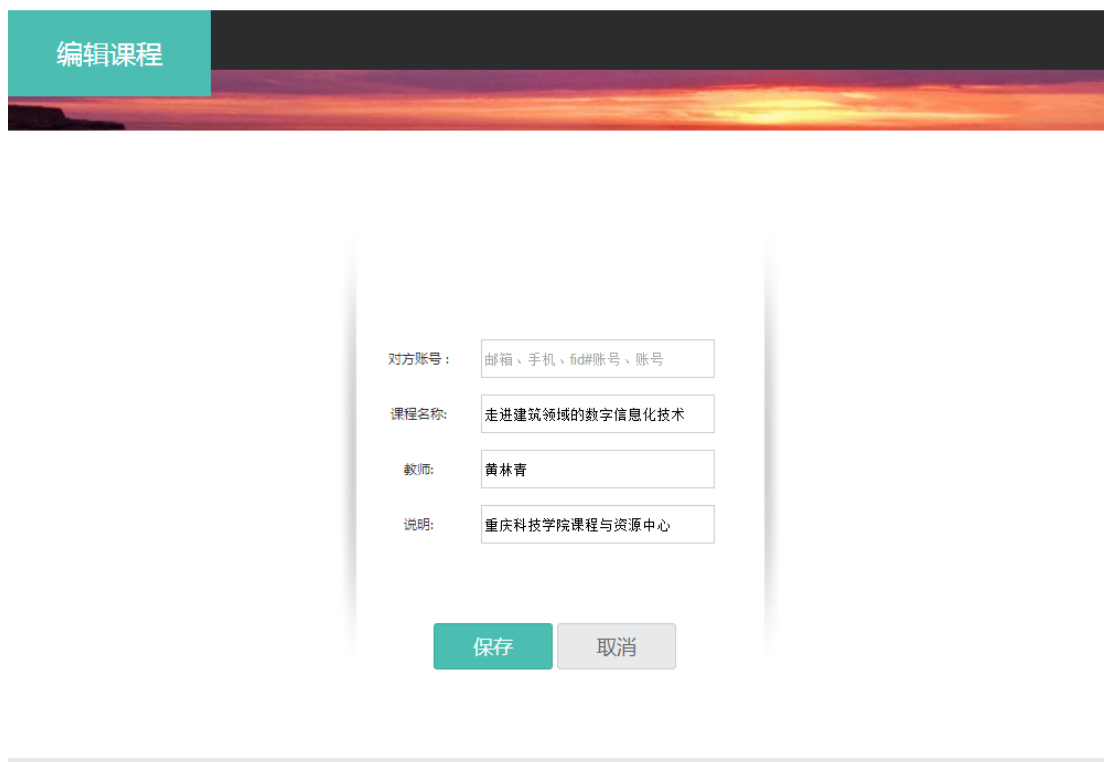 编辑课程
对方账号：
邮箱、手机、fid#账号、账号
课程名称:
走进建筑领域的数字信息化技术
教师:
黄林青
说明:
重庆科技学院课程与资源中心
保存
取消